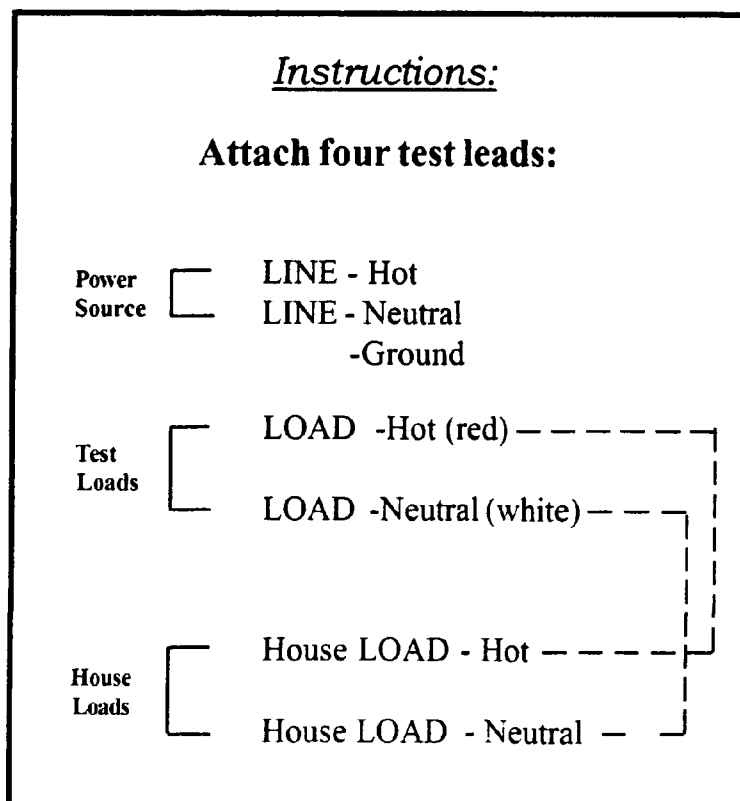 Instructions:
Attach four test leads:
Power
Source
LINE - Hot
LINE - Neutral
-Ground
Test
Loads
LOAD -Hot (red)
LOAD -Neutral (white)
House
Loads
House LOAD - Hot
House LOAD - Neutral